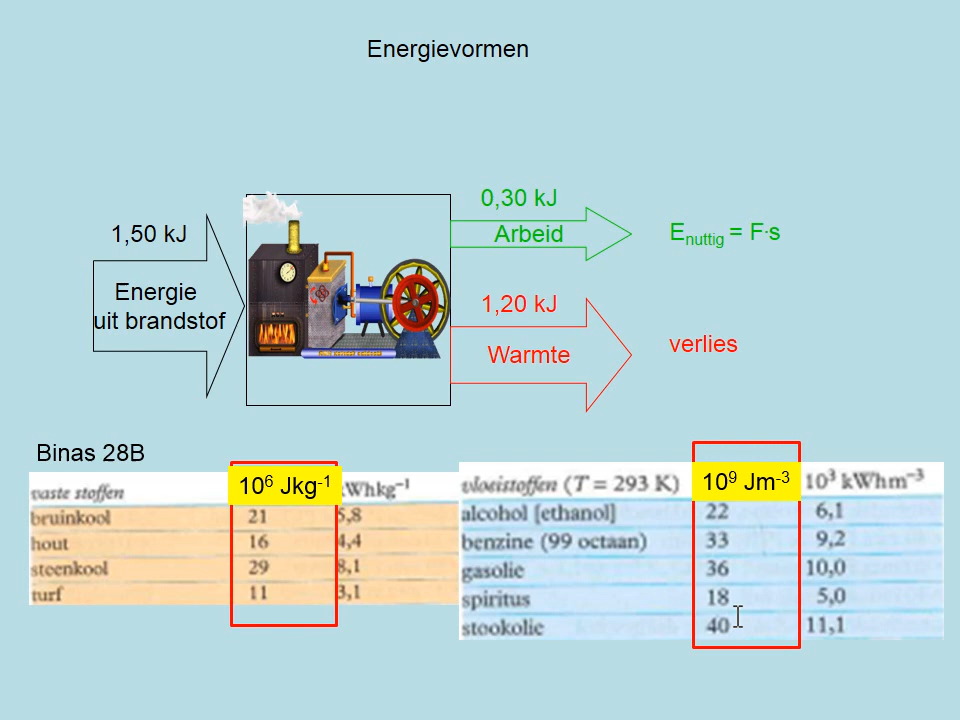 Energievormen
0,30 kJ
1,50 kJ
Arbeid
E_nuttig = F·s
Energie
uit brandstof
1,20 kJ
Warmte
verlies
Binas 28B
vaste stoffen 10⁶ Jkg⁻¹ kWhkg⁻¹
bruinkool 21 5,8
hout 16 4,4
steenkool 29 8,1
turf 11 3,1
vloeistoffen (T = 293 K) 10⁹ Jm⁻³ 10³ kWhm⁻³
alcohol [ethanol] 22 6,1
benzine (99 octaan) 33 9,2
gasolie 36 10,0
spiritus 18 5,0
stookolie 40 11,1